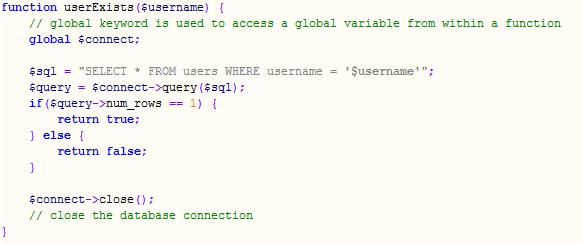 function userExists($username) {
// global keyword is used to access a global variable from within a function
global $connect;
$sql = "SELECT * FROM users WHERE username = '$username'";
$query = $connect->query($sql);
if($query->num_rows == 1) {
return true;
} else {
return false;
}
$connect->close();
// close the database connection
}